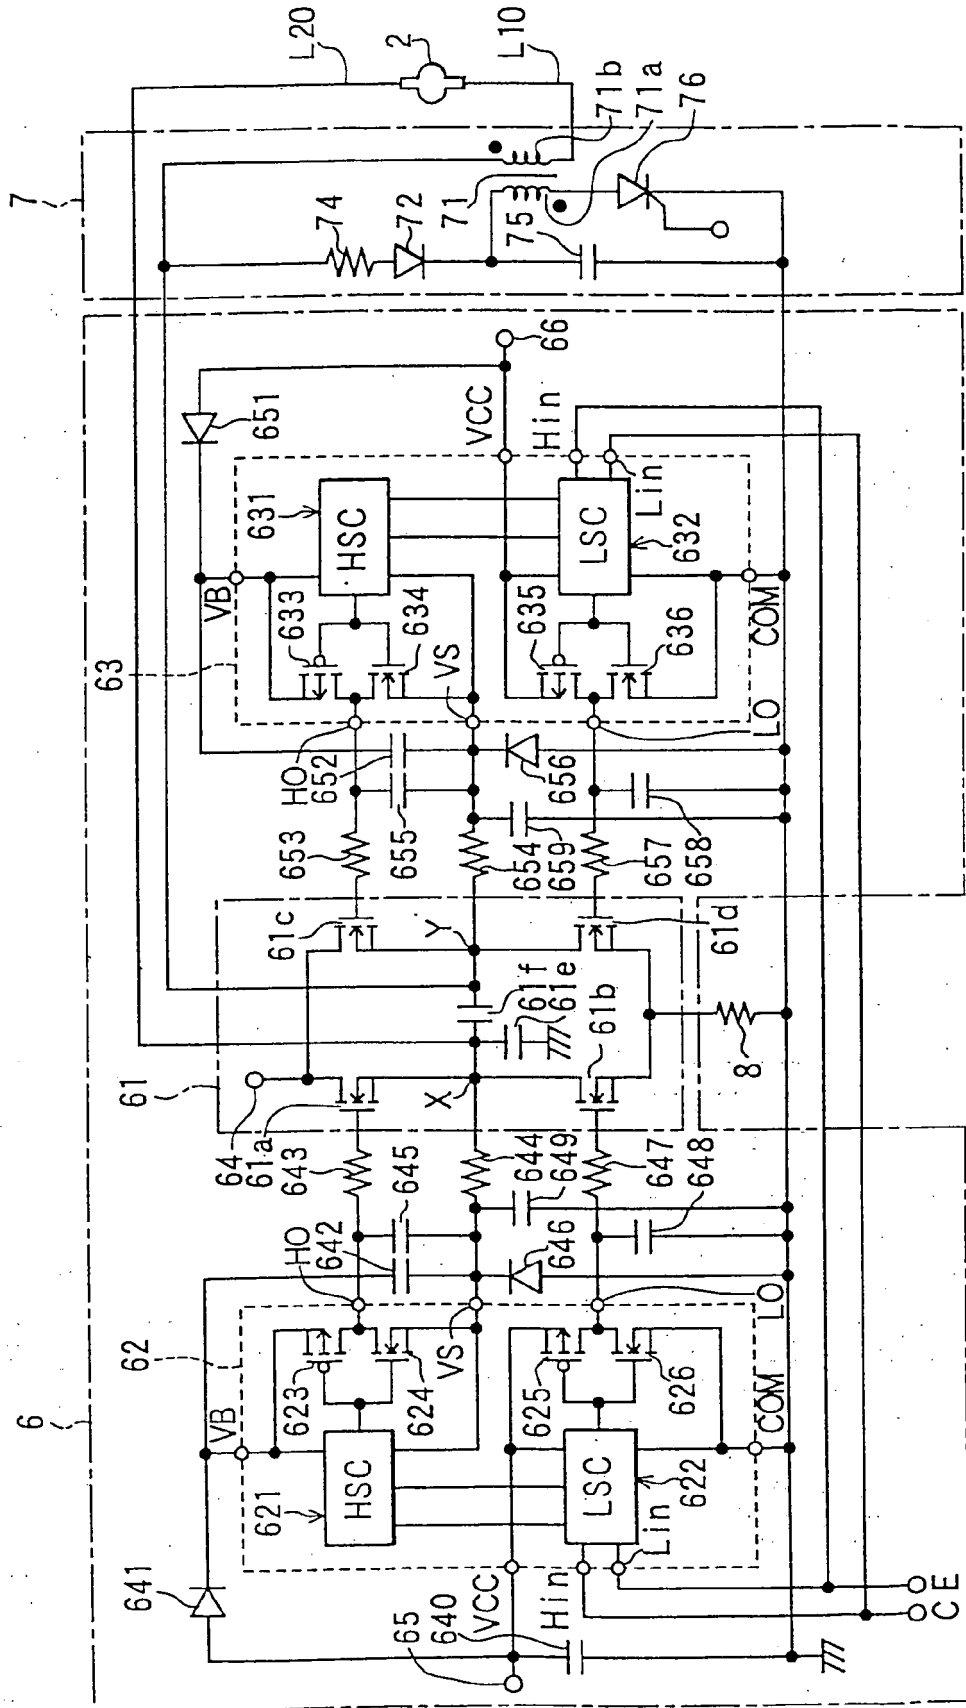 6
641
65
640
VCC
Hin
Lin
C
E
621
HSC
622
LSC
VB
62
623
624
VS
625
626
COM
LO
HO
642
645
646
644
649
647
648
643
61a
64
61
X
61b
61e
61f
Y
8
61c
61d
653
655
652
HO
654
659
657
658
656
LO
63
VB
633
634
VS
635
636
COM
631
HSC
632
LSC
Lin
Hin
VCC
651
66
7
74
72
75
71
71b
71a
76
L20
2
L10